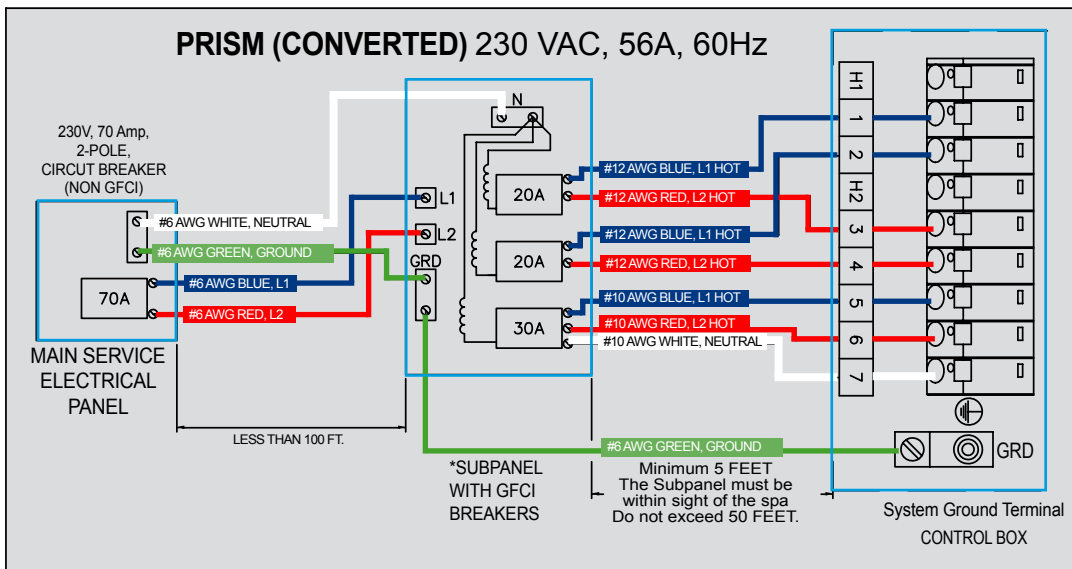 PRISM (CONVERTED) 230 VAC, 56A, 60Hz
230V, 70 Amp,
2-POLE,
CIRCUT BREAKER
(NON GFCI)
#6 AWG WHITE, NEUTRAL
#6 AWG GREEN, GROUND
70A
#6 AWG BLUE, L1
#6 AWG RED, L2
MAIN SERVICE
ELECTRICAL
PANEL
LESS THAN 100 FT.
N
L1
L2
GRD
20A
20A
30A
*SUBPANEL
WITH GFCI
BREAKERS
#12 AWG BLUE, L1 HOT
#12 AWG RED, L2 HOT
#12 AWG BLUE, L1 HOT
#12 AWG RED, L2 HOT
#10 AWG BLUE, L1 HOT
#10 AWG RED, L2 HOT
#10 AWG WHITE, NEUTRAL
#6 AWG GREEN, GROUND
Minimum 5 FEET
The Subpanel must be
within sight of the spa
Do not exceed 50 FEET.
H1
1
2
H2
3
4
5
6
7
GRD
System Ground Terminal
CONTROL BOX